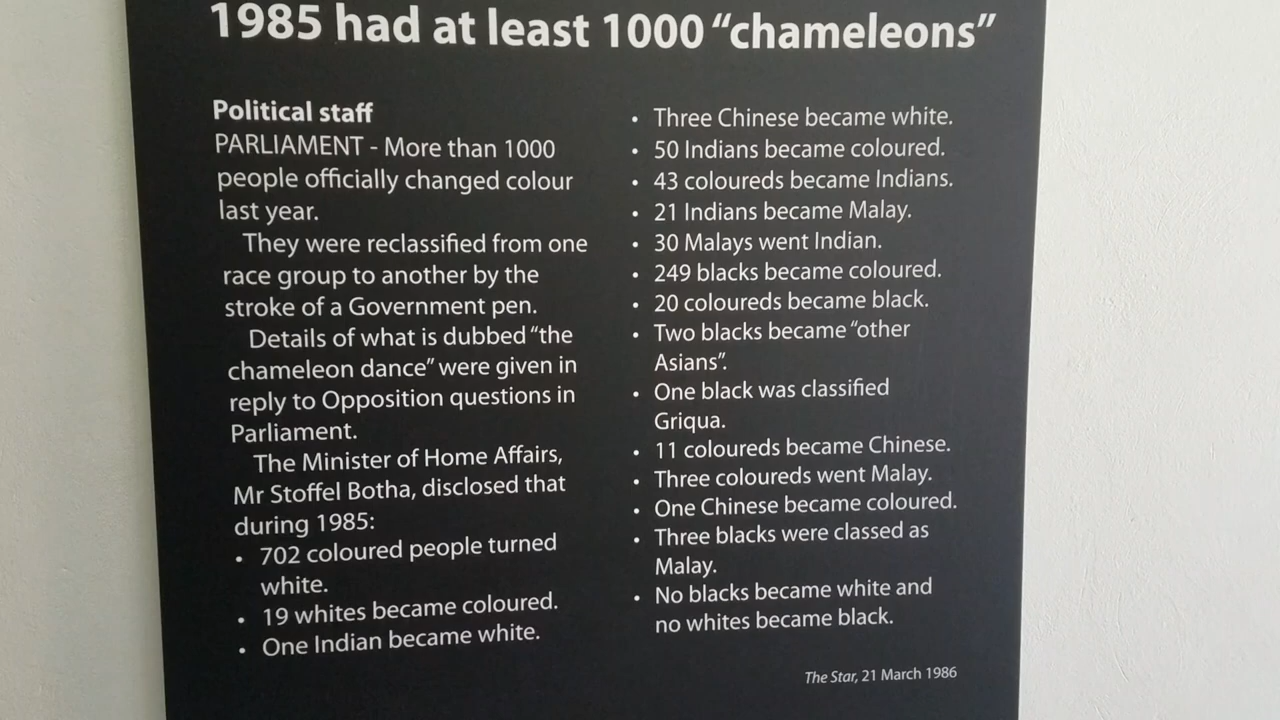 1985 had at least 1000 “chameleons”
Political staff
PARLIAMENT - More than 1000
people officially changed colour
last year.
They were reclassified from one
race group to another by the
stroke of a Government pen.
Details of what is dubbed “the
chameleon dance” were given in
reply to Opposition questions in
Parliament.
The Minister of Home Affairs,
Mr Stoffel Botha, disclosed that
during 1985:
• 702 coloured people turned
white.
• 19 whites became coloured.
• One Indian became white.
• Three Chinese became white.
• 50 Indians became coloured.
• 43 coloureds became Indians.
• 21 Indians became Malay.
• 30 Malays went Indian.
• 249 blacks became coloured.
• 20 coloureds became black.
• Two blacks became “other
Asians”.
• One black was classified
Griqua.
• 11 coloureds became Chinese.
• Three coloureds went Malay.
• One Chinese became coloured.
• Three blacks were classed as
Malay.
• No blacks became white and
no whites became black.
The Star, 21 March 1986